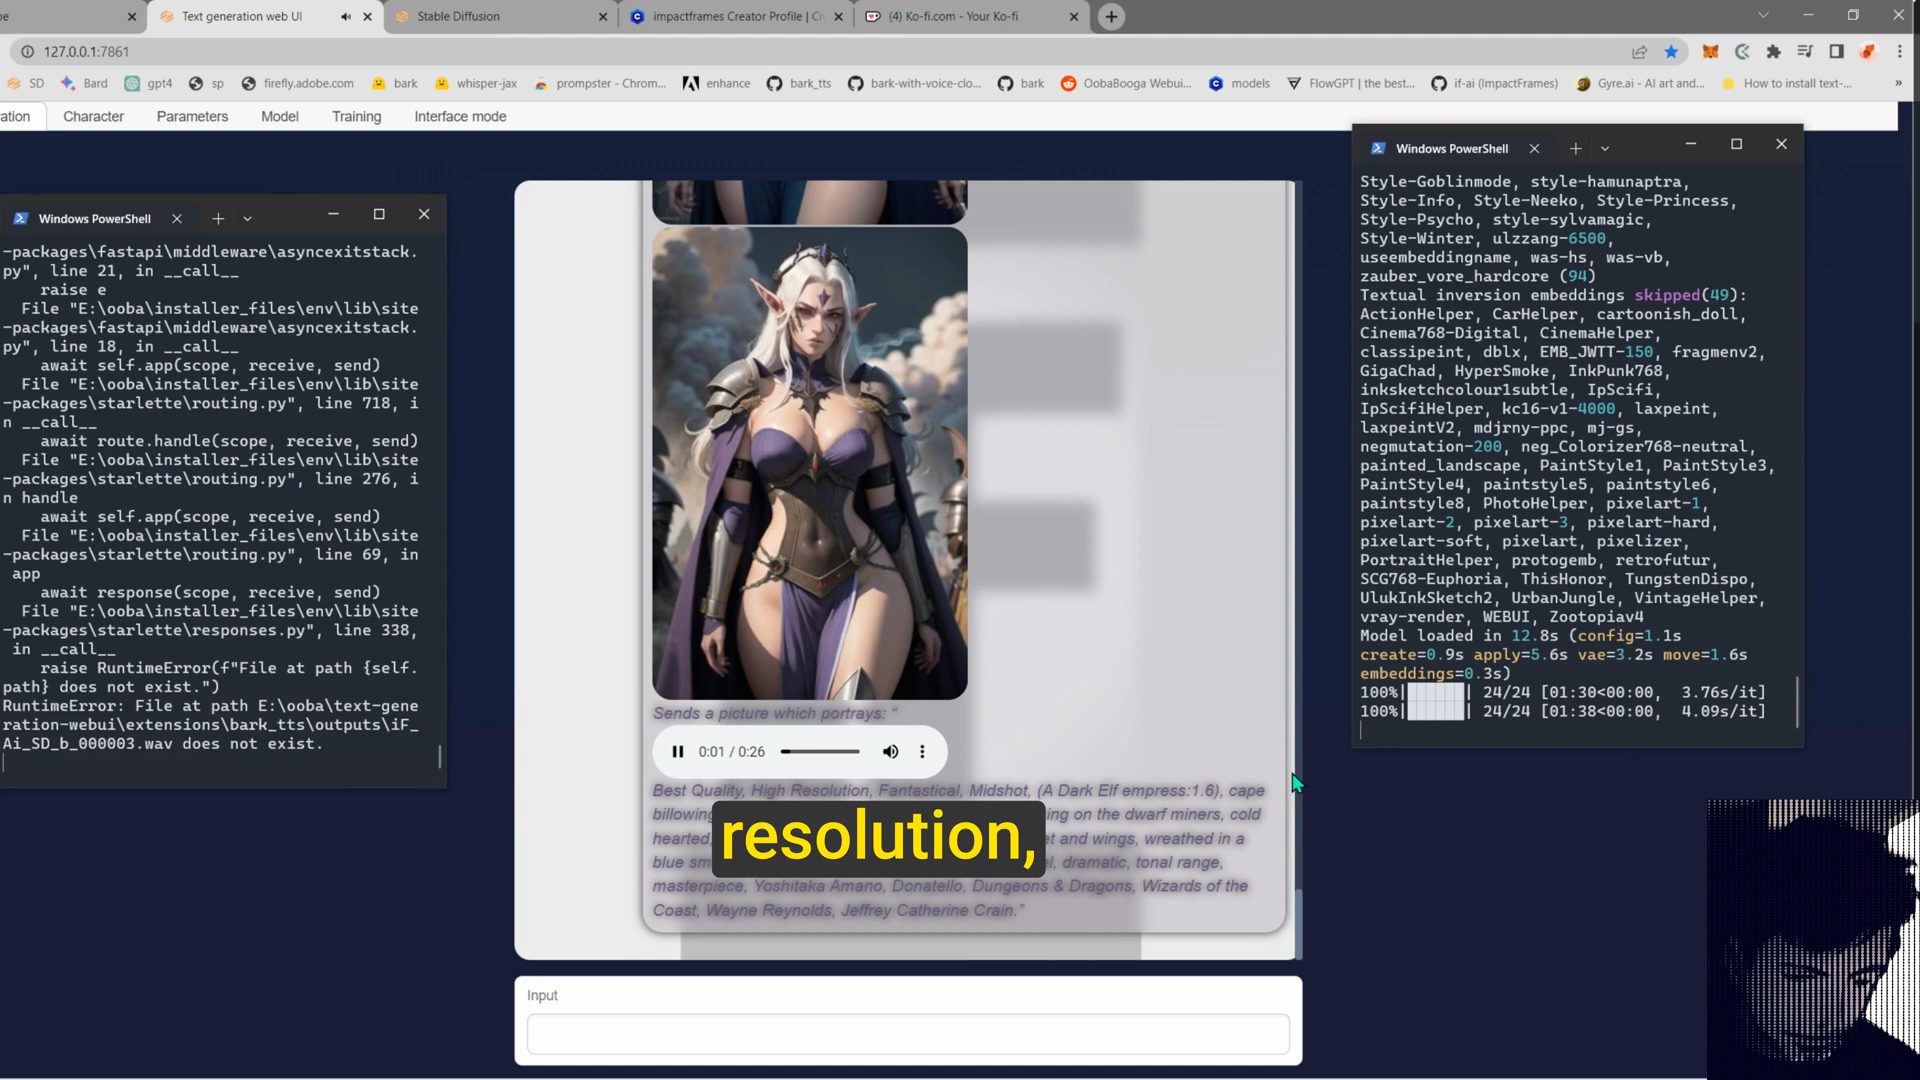 Text generation web UI
Stable Diffusion
impactframes Creator Profile | Ci
(4) Ko-fi.com - Your Ko-fi
127.0.0.1:7861
SD
Bard
gpt4
sp
firefly.adobe.com
bark
whisper-jax
prompster - Chrom...
enhance
bark_tts
bark-with-voice-clo...
bark
OobaBooga Webui...
models
FlowGPT | the best...
if-ai (ImpactFrames)
Gyre.ai - AI art and...
How to install text-...
»
ation
Character
Parameters
Model
Training
Interface mode
Windows PowerShell
-packages\fastapi\middleware\asyncexitstack.
py", line 21, in __call__
raise e
File "E:\ooba\installer_files\env\lib\site
-packages\fastapi\middleware\asyncexitstack.
py", line 18, in __call__
await self.app(scope, receive, send)
File "E:\ooba\installer_files\env\lib\site
-packages\starlette\routing.py", line 718, i
n __call__
await route.handle(scope, receive, send)
File "E:\ooba\installer_files\env\lib\site
-packages\starlette\routing.py", line 276, i
n handle
await self.app(scope, receive, send)
File "E:\ooba\installer_files\env\lib\site
-packages\starlette\routing.py", line 69, in
app
await response(scope, receive, send)
File "E:\ooba\installer_files\env\lib\site
-packages\starlette\responses.py", line 338,
in __call__
raise RuntimeError(f"File at path {self.
path} does not exist.")
RuntimeError: File at path E:\ooba\text-gene
ration-webui\extensions\bark_tts\outputs\iF_
Ai_SD_b_000003.wav does not exist.
Sends a picture which portrays: “
0:01 / 0:26
Best Quality, High Resolution, Fantastical, Midshot, (A Dark Elf empress:1.6), cape
billowing ing on the dwarf miners, cold
hearted, et and wings, wreathed in a
blue sm l, dramatic, tonal range,
masterpiece, Yoshitaka Amano, Donatello, Dungeons & Dragons, Wizards of the
Coast, Wayne Reynolds, Jeffrey Catherine Crain.”
resolution,
Input
Windows PowerShell
Style-Goblinmode, style-hamunaptra,
Style-Info, Style-Neeko, Style-Princess,
Style-Psycho, style-sylvamagic,
Style-Winter, ulzzang-6500,
useembeddingname, was-hs, was-vb,
zauber_vore_hardcore (94)
Textual inversion embeddings skipped(49):
ActionHelper, CarHelper, cartoonish_doll,
Cinema768-Digital, CinemaHelper,
classipeint, dblx, EMB_JWTT-150, fragmenv2,
GigaChad, HyperSmoke, InkPunk768,
inksketchcolour1subtle, IpScifi,
IpScifiHelper, kc16-v1-4000, laxpeint,
laxpeintV2, mdjrny-ppc, mj-gs,
negmutation-200, neg_Colorizer768-neutral,
painted_landscape, PaintStyle1, PaintStyle3,
PaintStyle4, paintstyle5, paintstyle6,
paintstyle8, PhotoHelper, pixelart-1,
pixelart-2, pixelart-3, pixelart-hard,
pixelart-soft, pixelart, pixelizer,
PortraitHelper, protogemb, retrofutur,
SCG768-Euphoria, ThisHonor, TungstenDispo,
UlukInkSketch2, UrbanJungle, VintageHelper,
vray-render, WEBUI, Zootopiav4
Model loaded in 12.8s (config=1.1s
create=0.9s apply=5.6s vae=3.2s move=1.6s
embeddings=0.3s)
100%| | 24/24 [01:30<00:00, 3.76s/it]
100%| | 24/24 [01:38<00:00, 4.09s/it]